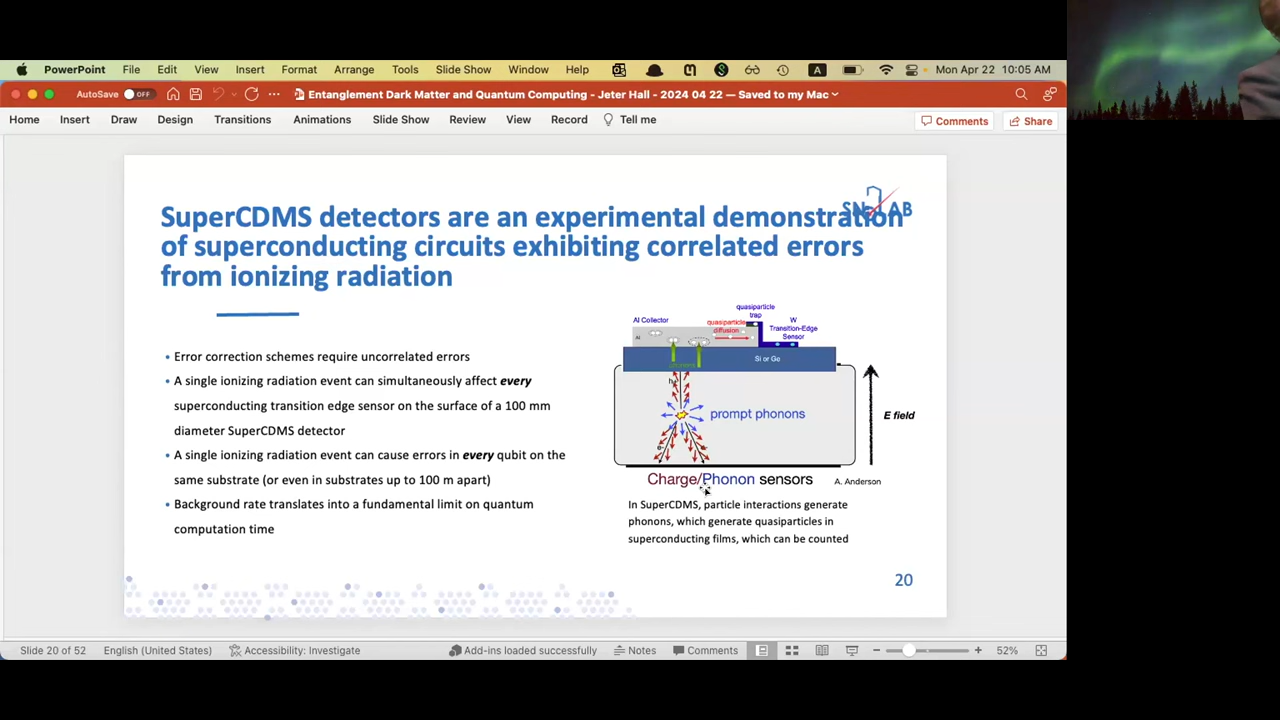 PowerPoint File Edit View Insert Format Arrange Tools Slide Show Window Help A Mon Apr 22 10:05 AM
AutoSave OFF Entanglement Dark Matter and Quantum Computing - Jeter Hall - 2024 04 22 — Saved to my Mac
Home Insert Draw Design Transitions Animations Slide Show Review View Record Tell me Comments Share
SNOLAB
SuperCDMS detectors are an experimental demonstration
of superconducting circuits exhibiting correlated errors
from ionizing radiation
• Error correction schemes require uncorrelated errors
• A single ionizing radiation event can simultaneously affect every
superconducting transition edge sensor on the surface of a 100 mm
diameter SuperCDMS detector
• A single ionizing radiation event can cause errors in every qubit on the
same substrate (or even in substrates up to 100 m apart)
• Background rate translates into a fundamental limit on quantum
computation time
quasiparticle
trap
Al Collector
quasiparticle
diffusion
W
Transition-Edge
Sensor
Al
Si or Ge
prompt phonons
E field
Charge/Phonon sensors
A. Anderson
In SuperCDMS, particle interactions generate
phonons, which generate quasiparticles in
superconducting films, which can be counted
20
Slide 20 of 52 English (United States) Accessibility: Investigate Add-ins loaded successfully Notes Comments 52%